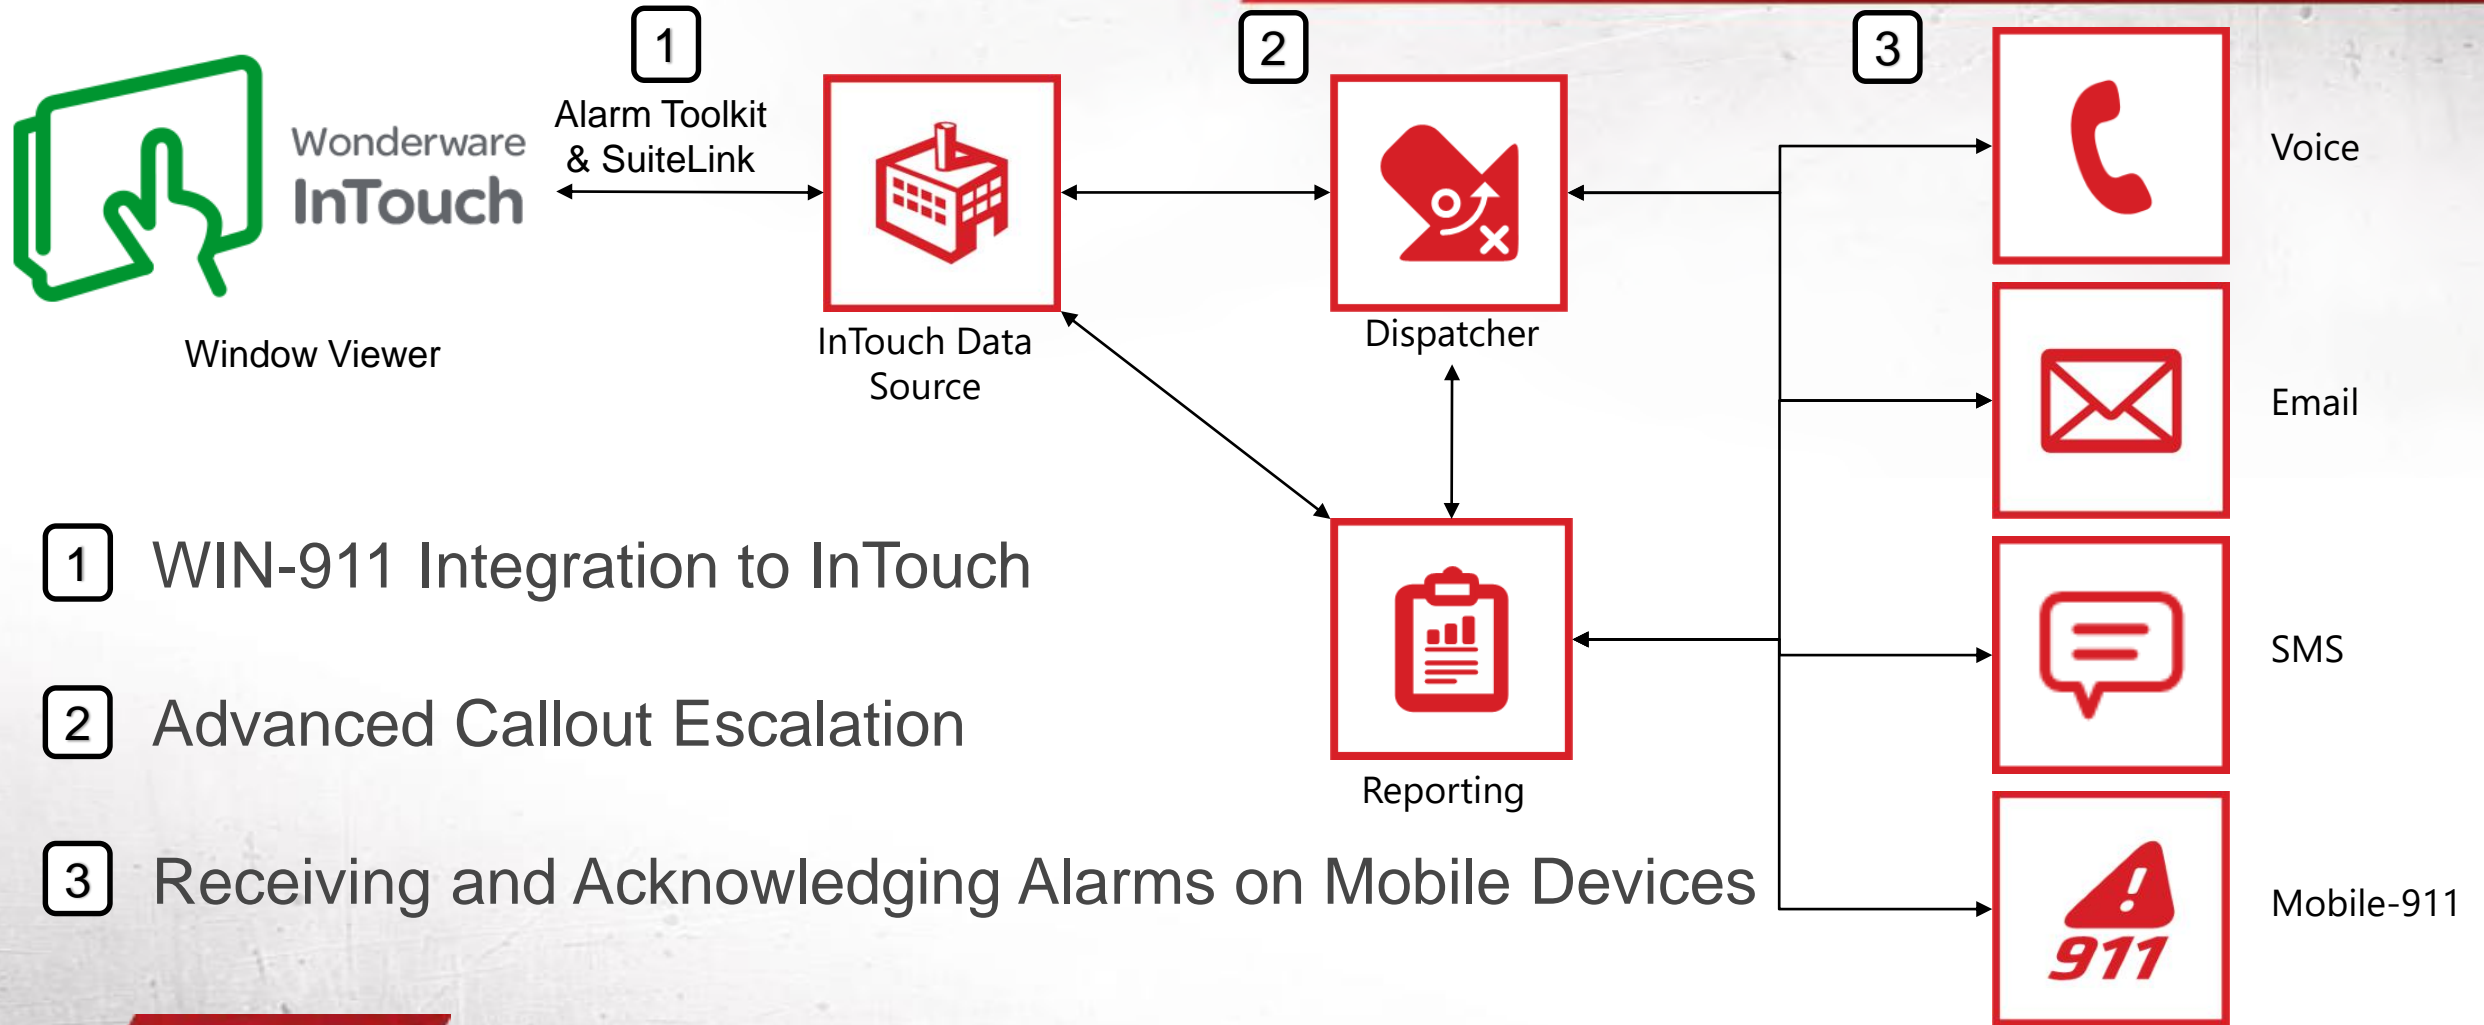 1
2
3
Wonderware
InTouch
Alarm Toolkit
& SuiteLink
Window Viewer
InTouch Data
Source
Dispatcher
Reporting
Voice
Email
SMS
911
Mobile-911
1 WIN-911 Integration to InTouch
2 Advanced Callout Escalation
3 Receiving and Acknowledging Alarms on Mobile Devices